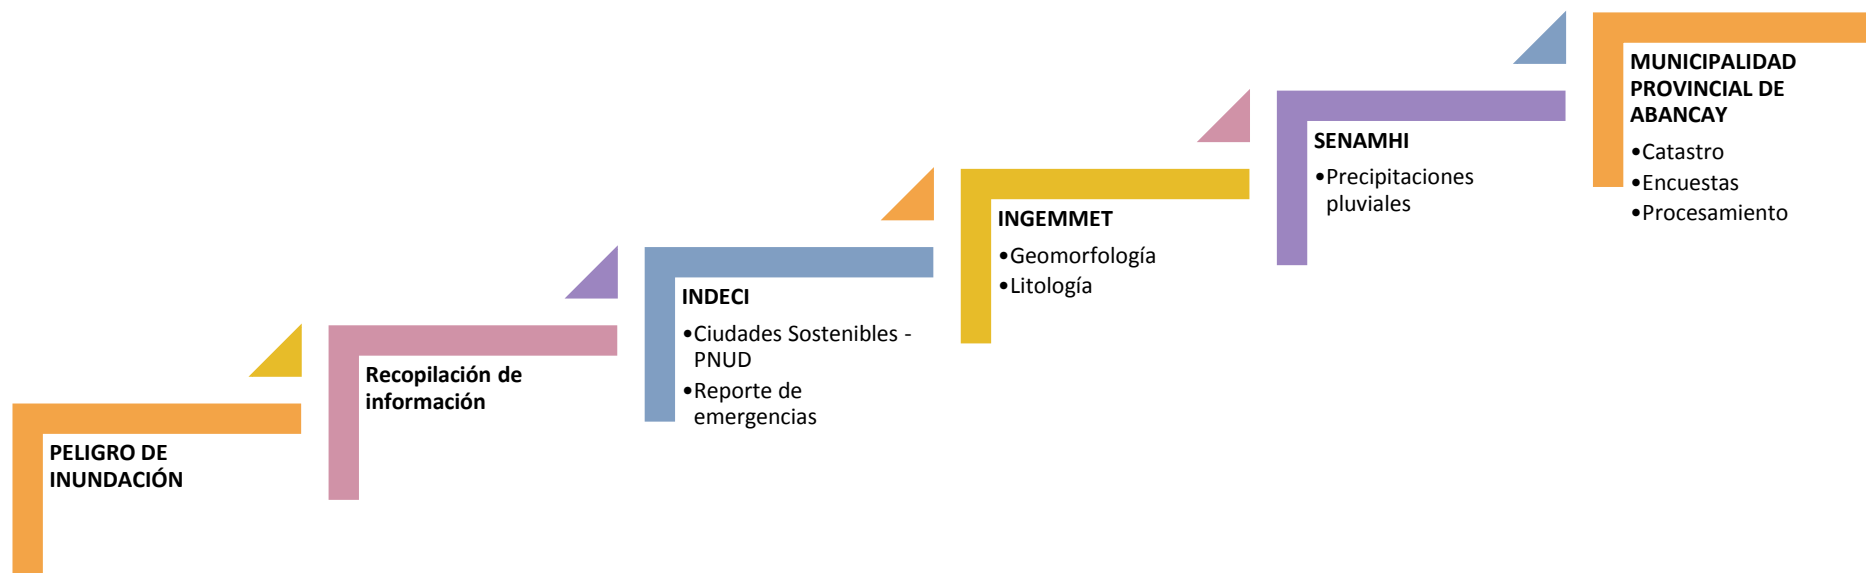 PELIGRO DE
INUNDACIÓN
Recopilación de
información
INDECI
•Ciudades Sostenibles -
PNUD
•Reporte de
emergencias
INGEMMET
•Geomorfología
•Litología
SENAMHI
•Precipitaciones
pluviales
MUNICIPALIDAD
PROVINCIAL DE
ABANCAY
•Catastro
•Encuestas
•Procesamiento